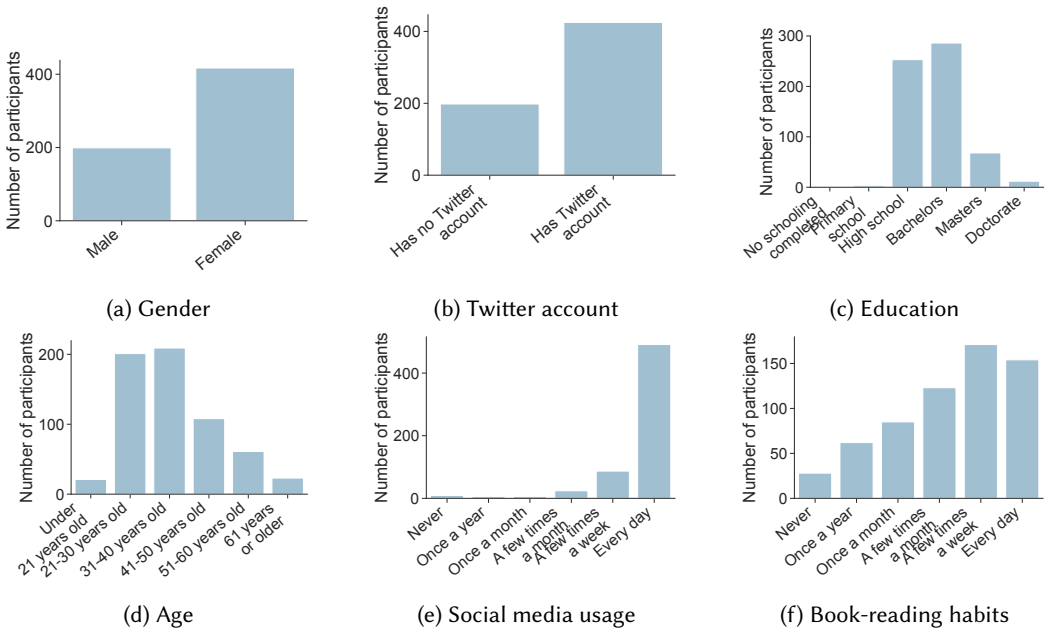 Number of participants
400
200
0
Male
Female
(a) Gender
Number of participants
400
200
0
Has no Twitter
account
Has Twitter
account
(b) Twitter account
Number of participants
300
200
100
0
No schooling
completed
Primary
school
High school
Bachelors
Masters
Doctorate
(c) Education
Number of participants
200
100
0
Under
21 years old
21-30 years old
31-40 years old
41-50 years old
51-60 years old
61 years
or older
(d) Age
Number of participants
400
200
0
Never
Once a year
Once a month
A few times
a month
A few times
a week
Every day
(e) Social media usage
Number of participants
150
100
50
0
Never
Once a year
Once a month
A few times
a month
A few times
a week
Every day
(f) Book-reading habits